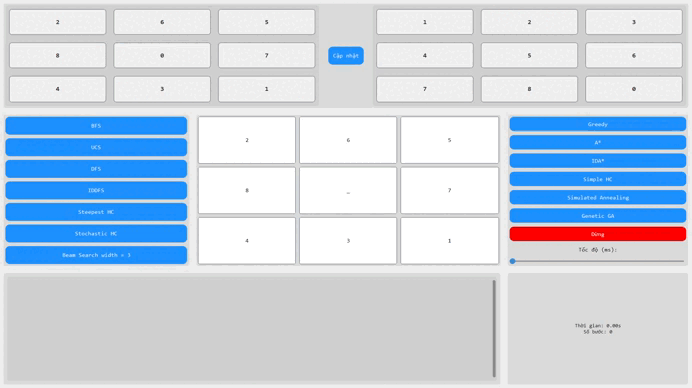 2 6 5
8 0 7
4 3 1
Cập nhật
1 2 3
4 5 6
7 8 0
BFS
UCS
DFS
IDDFS
Steepest HC
Stochastic HC
Beam Search width = 3
2 6 5
8 _ 7
4 3 1
Greedy
A*
IDA*
Simple HC
Simulated Annealing
Genetic GA
Dừng
Tốc độ (ms):
Thời gian: 0.00s
Số bước: 0